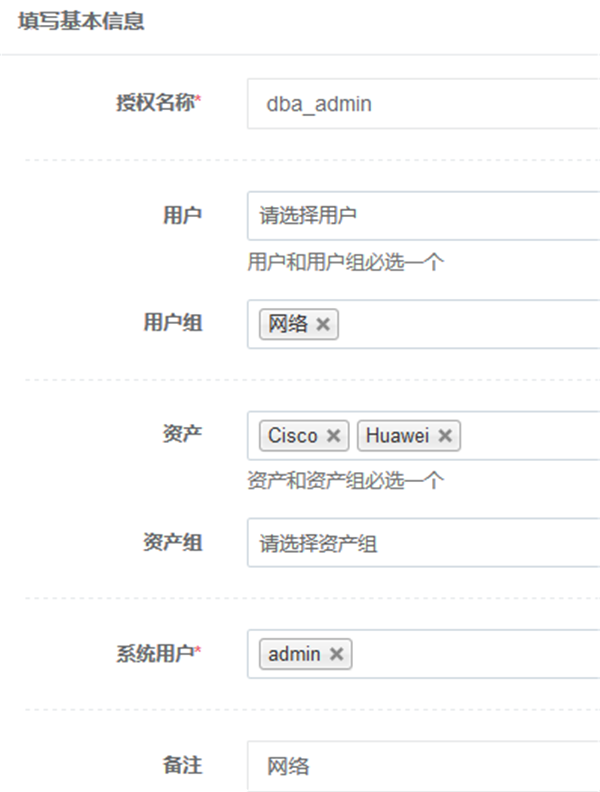 填写基本信息
授权名称* dba_admin
用户 请选择用户
用户和用户组必选一个
用户组 网络 ×
资产 Cisco × Huawei ×
资产和资产组必选一个
资产组 请选择资产组
系统用户* admin ×
备注 网络